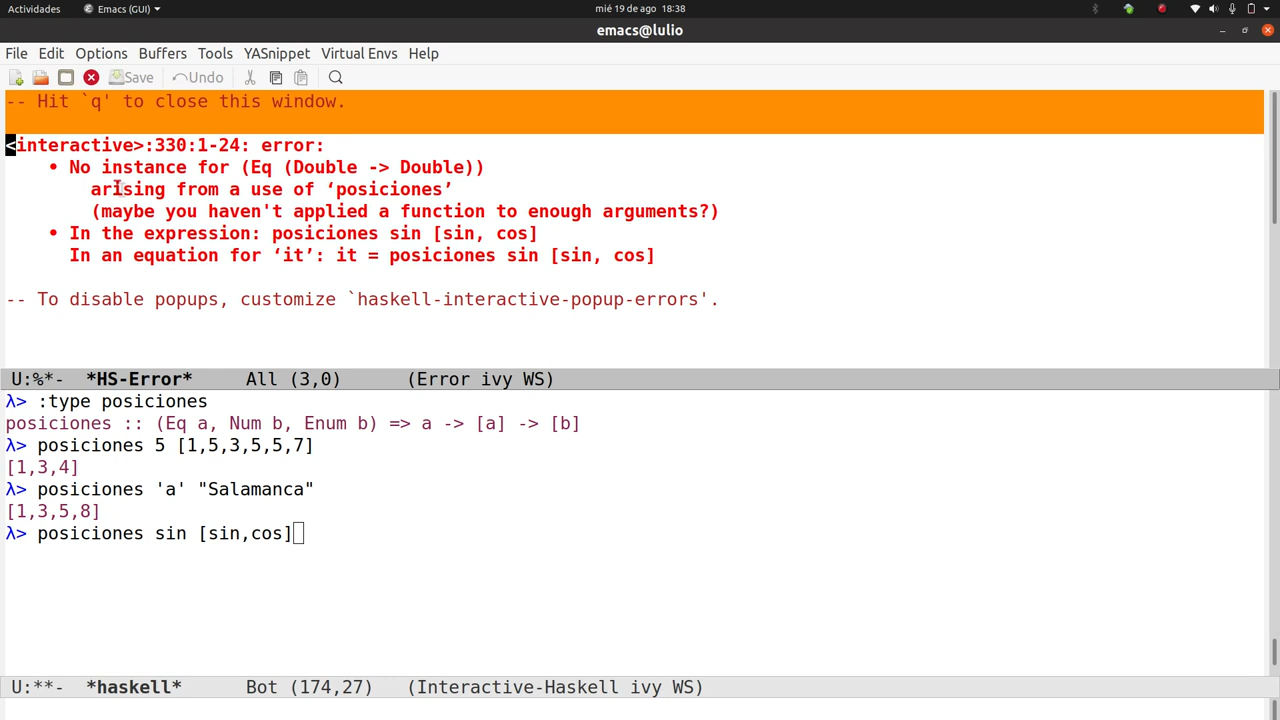 Actividades Emacs (GUI) mié 19 de ago 18:38
emacs@lulio
File Edit Options Buffers Tools YASnippet Virtual Envs Help
Save Undo
-- Hit `q' to close this window.
<interactive>:330:1-24: error:
• No instance for (Eq (Double -> Double))
arising from a use of ‘posiciones’
(maybe you haven't applied a function to enough arguments?)
• In the expression: posiciones sin [sin, cos]
In an equation for ‘it’: it = posiciones sin [sin, cos]
-- To disable popups, customize `haskell-interactive-popup-errors'.
U:%*- *HS-Error* All (3,0) (Error ivy WS)
λ> :type posiciones
posiciones :: (Eq a, Num b, Enum b) => a -> [a] -> [b]
λ> posiciones 5 [1,5,3,5,5,7]
[1,3,4]
λ> posiciones 'a' "Salamanca"
[1,3,5,8]
λ> posiciones sin [sin,cos]
U:**- *haskell* Bot (174,27) (Interactive-Haskell ivy WS)